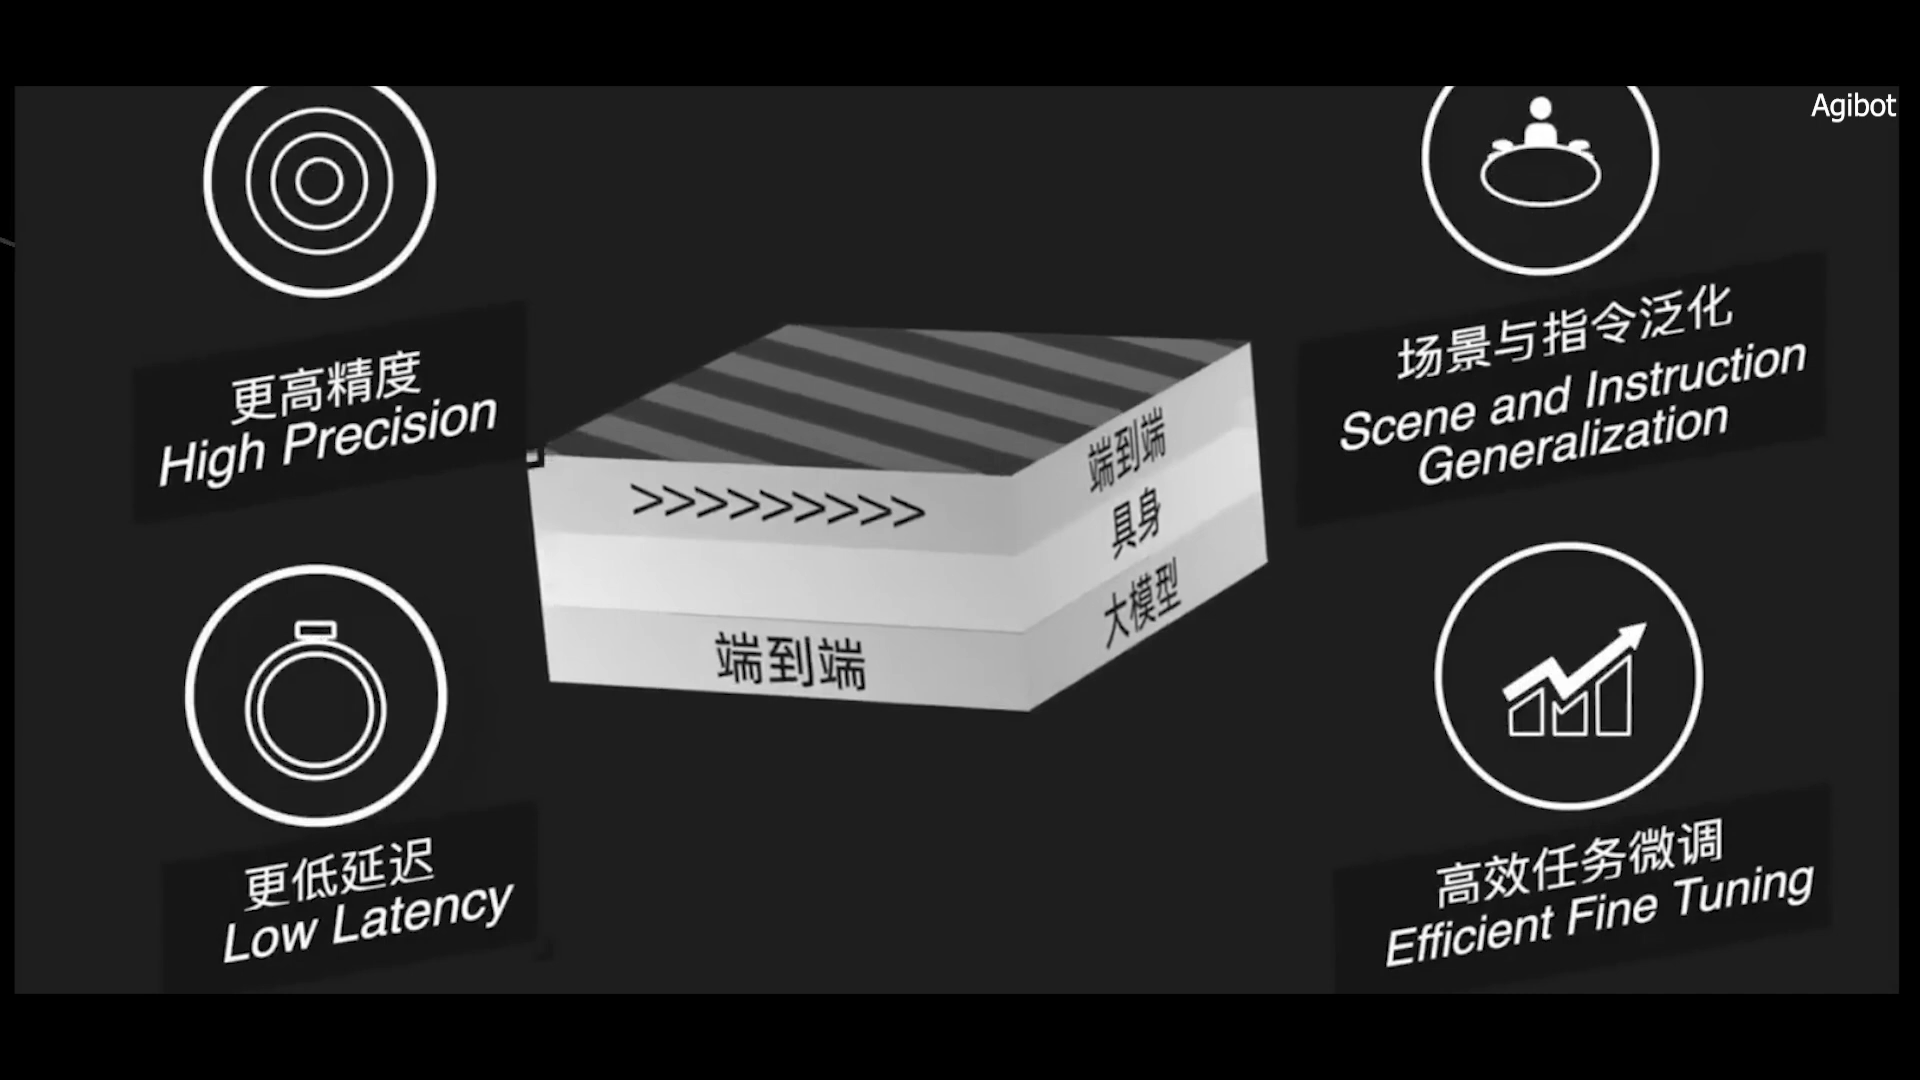 Agibot
更高精度
High Precision
场景与指令泛化
Scene and Instruction
Generalization
>>>>>>>>>
端到端
端到端
具身
大模型
更低延迟
Low Latency
高效任务微调
Efficient Fine Tuning